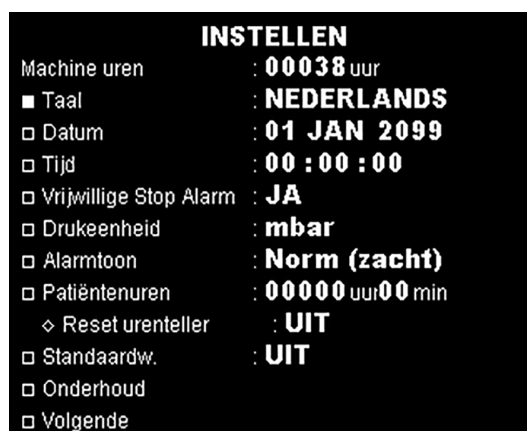 INSTELLEN
Machine uren : 00038 uur
Taal : NEDERLANDS
Datum : 01 JAN 2099
Tijd : 00 : 00 : 00
Vrijwillige Stop Alarm : JA
Drukeenheid : mbar
Alarmtoon : Norm (zacht)
Patiëntenuren : 00000 uur 00 min
Reset urenteller : UIT
Standaardw. : UIT
Onderhoud
Volgende